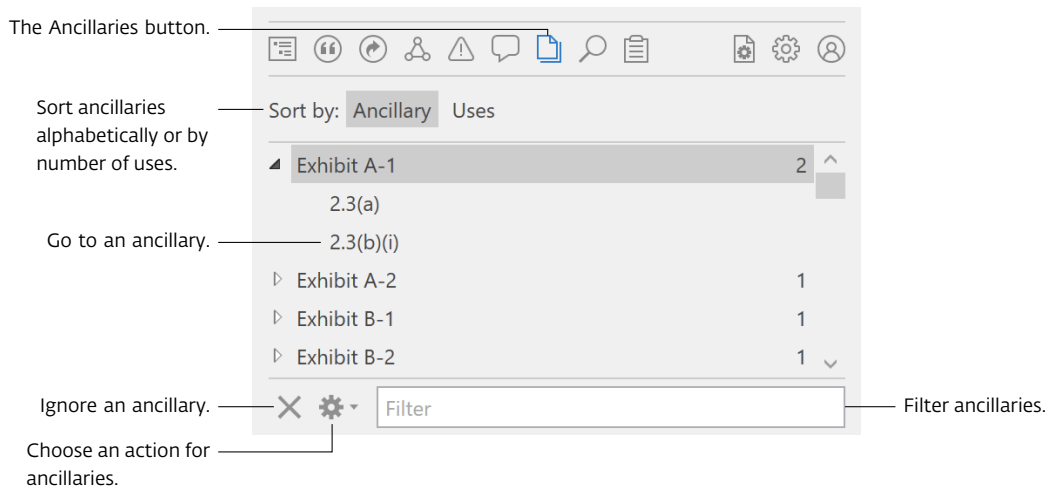 The Ancillaries button.
Sort ancillaries
alphabetically or by
number of uses.
Sort by: Ancillary Uses
Exhibit A-1 2
2.3(a)
Go to an ancillary.
2.3(b)(i)
Exhibit A-2 1
Exhibit B-1 1
Exhibit B-2 1
Ignore an ancillary.
Filter
Filter ancillaries.
Choose an action for
ancillaries.